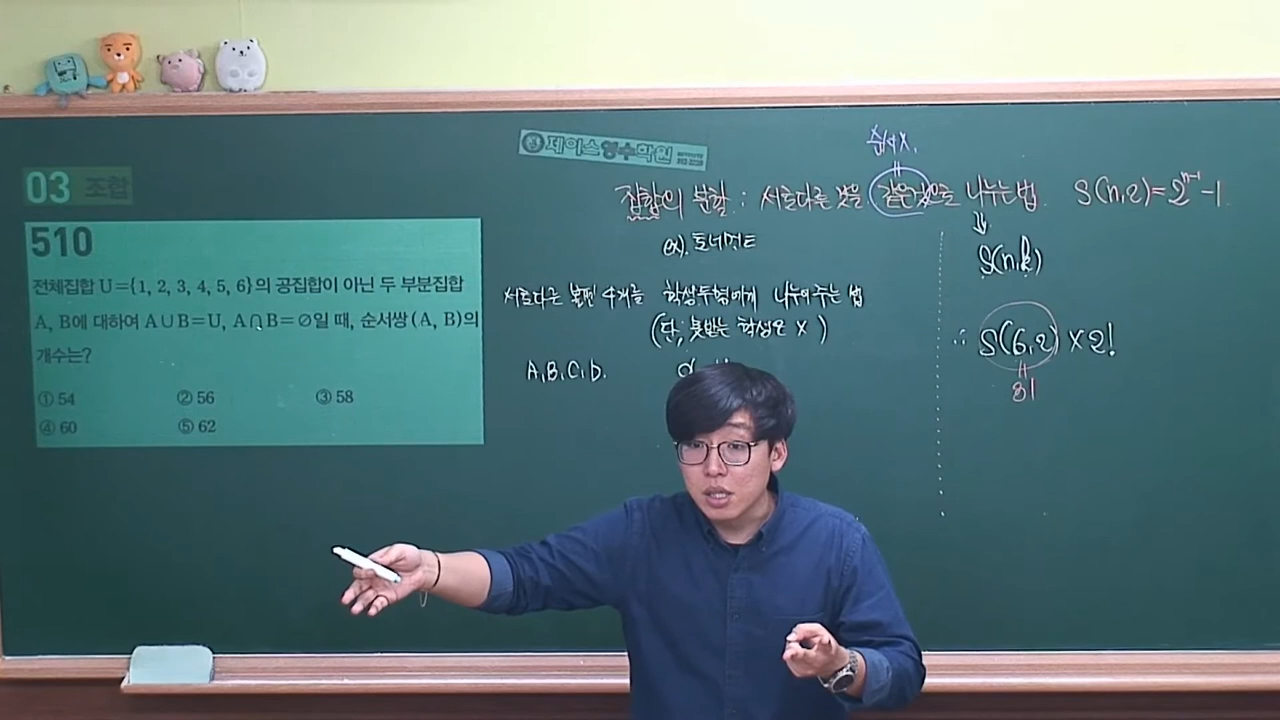 제이스영수학원
03 조합
510
전체집합 U={1, 2, 3, 4, 5, 6}의 공집합이 아닌 두 부분집합
A, B에 대하여 A∪B=U, A∩B=∅일 때, 순서쌍 (A, B)의
개수는?
① 54 ② 56 ③ 58
④ 60 ⑤ 62
순서X.
집합의 분할 : 서로다른 것을 같은것으로 나누는법. S(n,2)=2ⁿ⁻¹-1
ex). 토너먼트
서로다른 볼펜 4개를 학생두명에게 나누어주는 법
(단, 못받는 학생은 X)
A, B, C, D.
S(n,k)
∴ S(6,2) X 2!
31